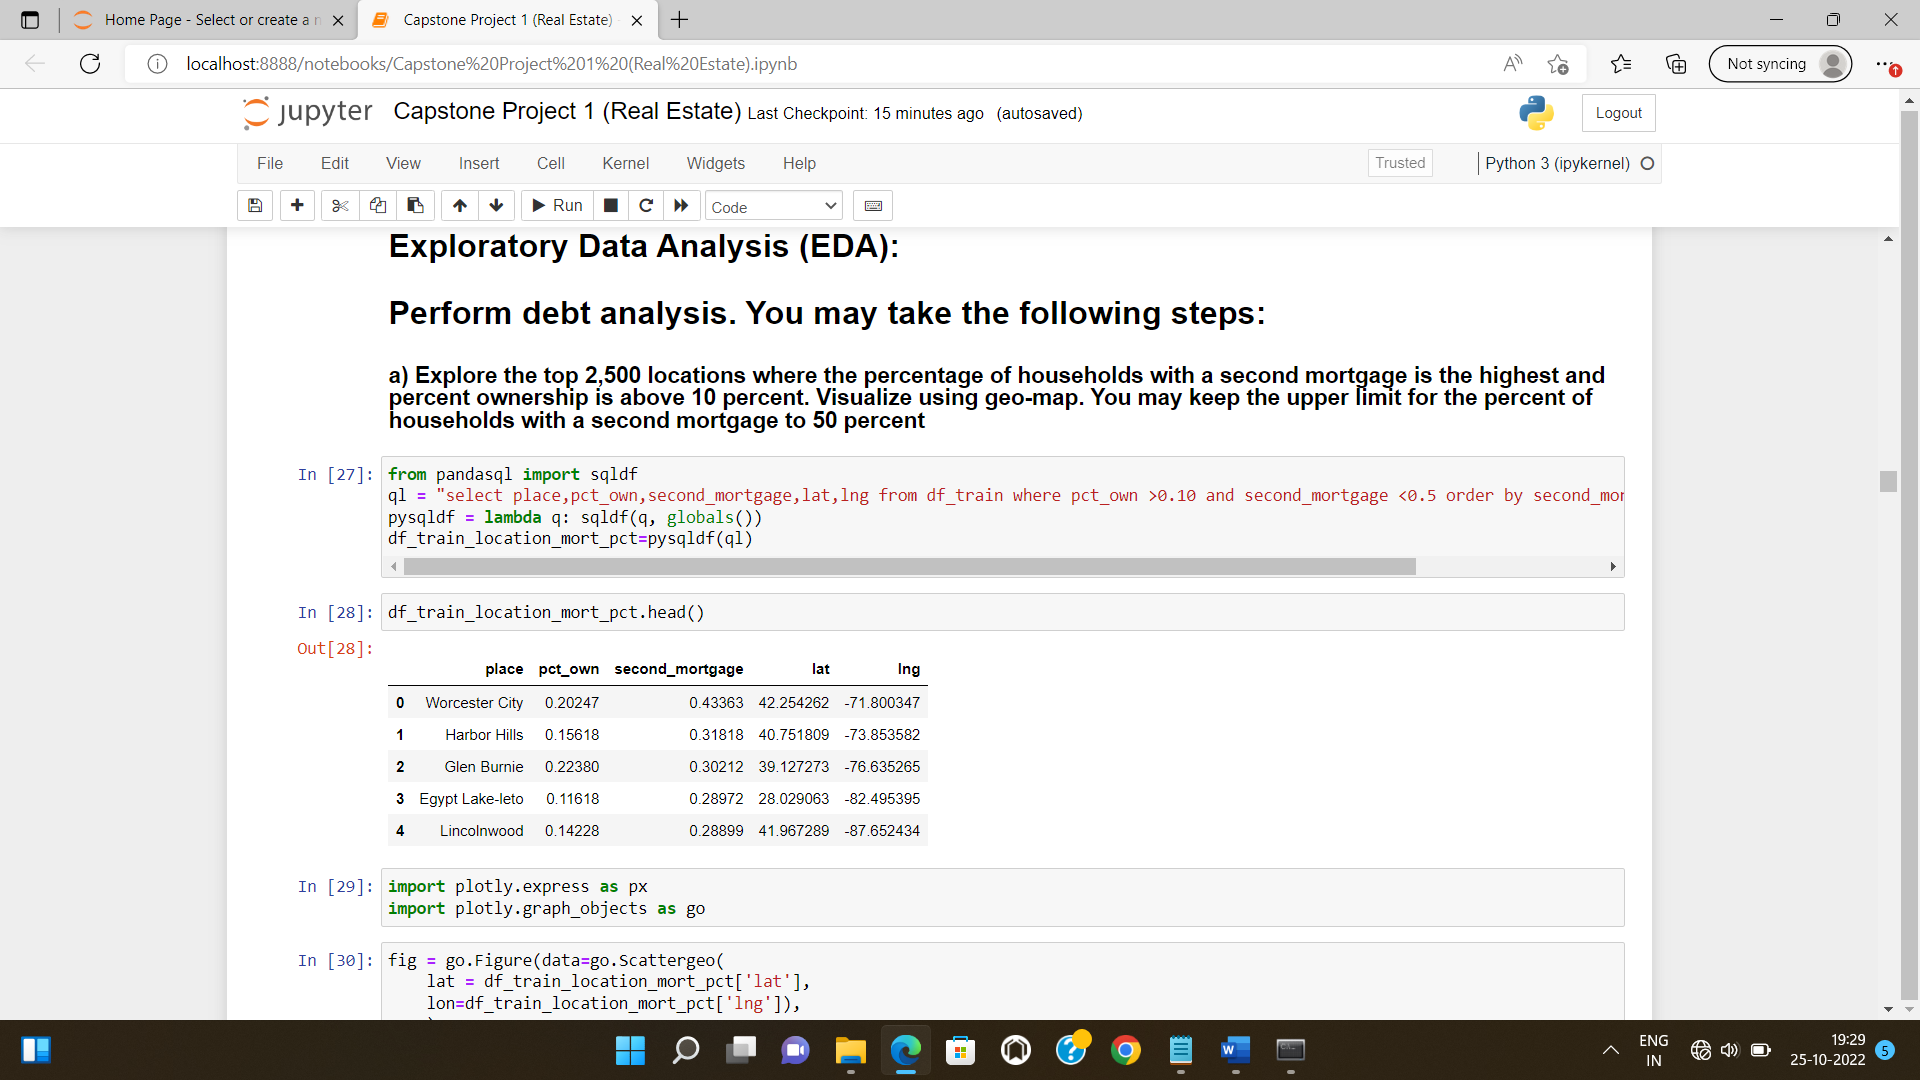 Home Page - Select or create a n
Capstone Project 1 (Real Estate)
localhost:8888/notebooks/Capstone%20Project%201%20(Real%20Estate).ipynb
Not syncing
jupyter Capstone Project 1 (Real Estate) Last Checkpoint: 15 minutes ago (autosaved)
Logout
File Edit View Insert Cell Kernel Widgets Help
Trusted
Python 3 (ipykernel)
Run
Code
Exploratory Data Analysis (EDA):
Perform debt analysis. You may take the following steps:
a) Explore the top 2,500 locations where the percentage of households with a second mortgage is the highest and
percent ownership is above 10 percent. Visualize using geo-map. You may keep the upper limit for the percent of
households with a second mortgage to 50 percent
In [27]: from pandasql import sqldf
ql = "select place,pct_own,second_mortgage,lat,lng from df_train where pct_own >0.10 and second_mortgage <0.5 order by second_mor
pysqldf = lambda q: sqldf(q, globals())
df_train_location_mort_pct=pysqldf(ql)
In [28]: df_train_location_mort_pct.head()
Out[28]:
place pct_own second_mortgage lat lng
0 Worcester City 0.20247 0.43363 42.254262 -71.800347
1 Harbor Hills 0.15618 0.31818 40.751809 -73.853582
2 Glen Burnie 0.22380 0.30212 39.127273 -76.635265
3 Egypt Lake-leto 0.11618 0.28972 28.029063 -82.495395
4 Lincolnwood 0.14228 0.28899 41.967289 -87.652434
In [29]: import plotly.express as px
import plotly.graph_objects as go
In [30]: fig = go.Figure(data=go.Scattergeo(
lat = df_train_location_mort_pct['lat'],
lon=df_train_location_mort_pct['lng']),
ENG
IN
19:29
25-10-2022
5